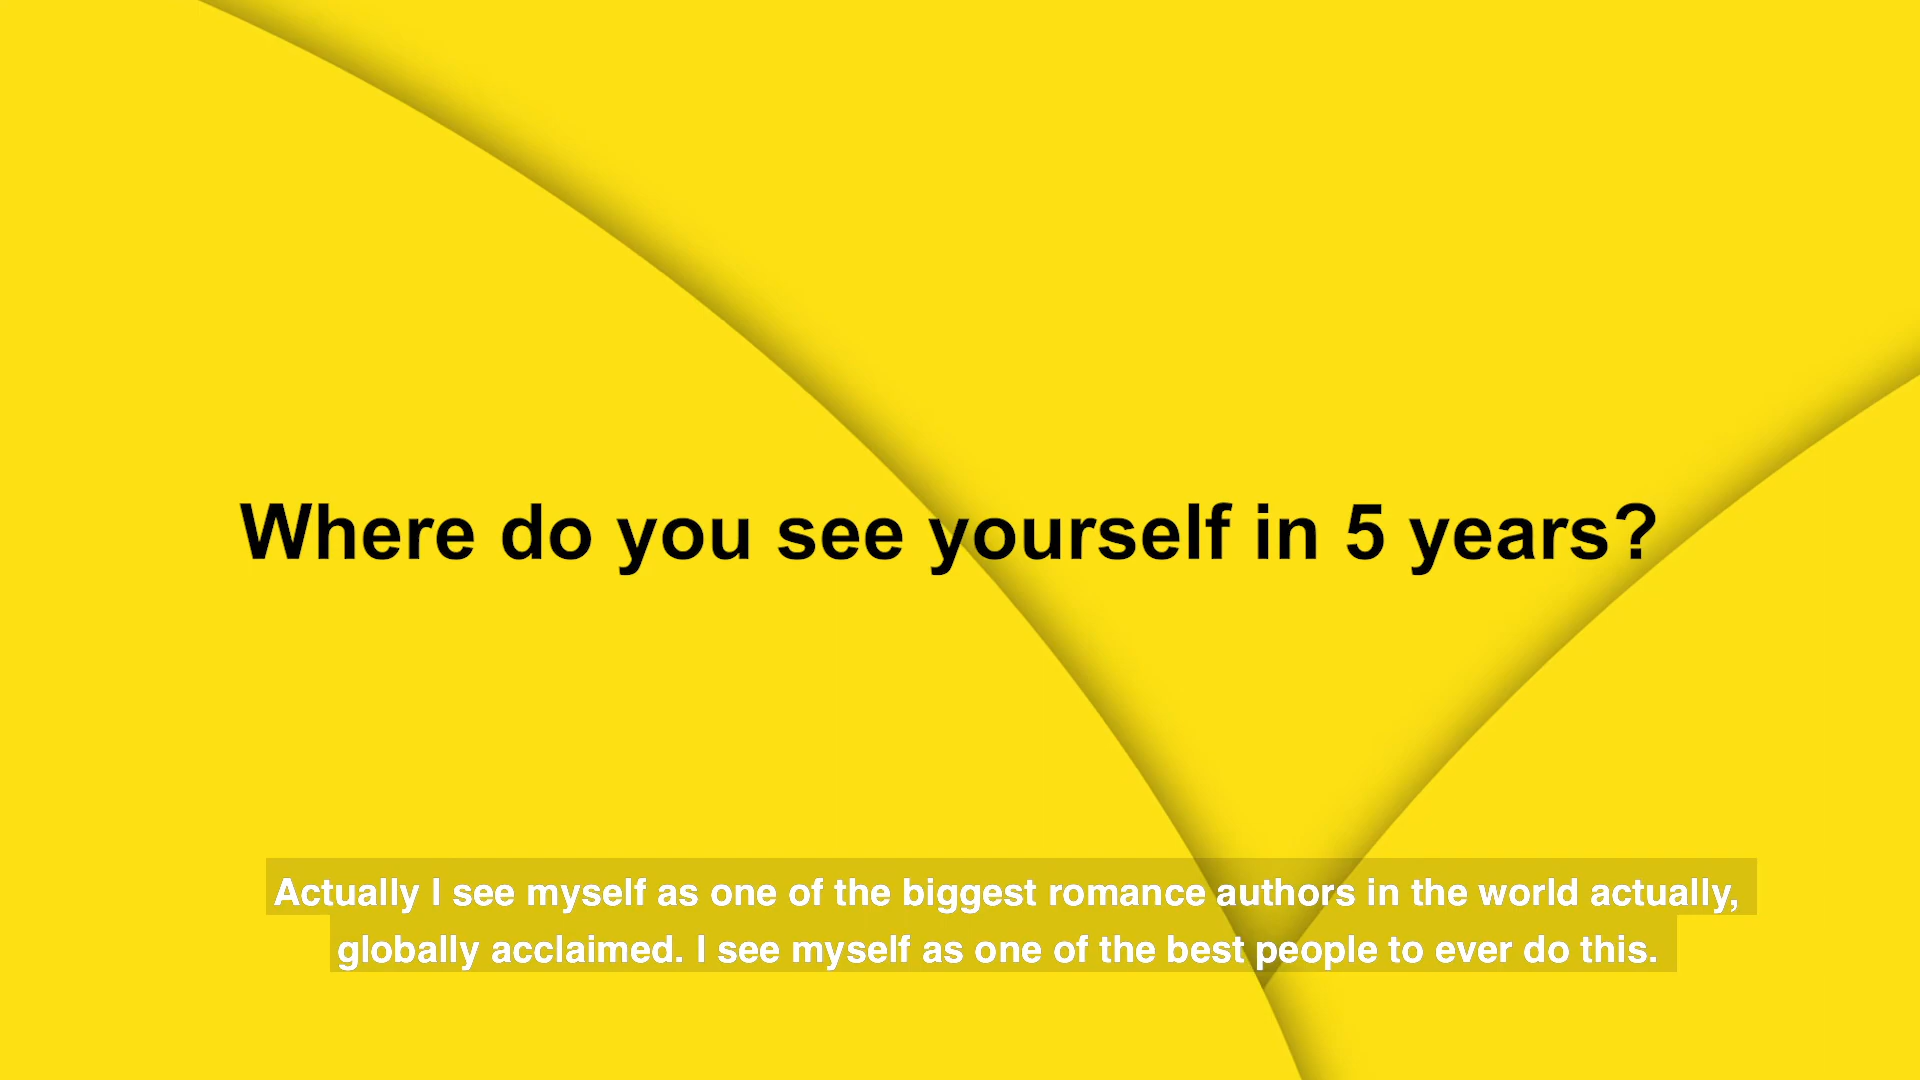 Where do you see yourself in 5 years?
Actually I see myself as one of the biggest romance authors in the world actually,
globally acclaimed. I see myself as one of the best people to ever do this.